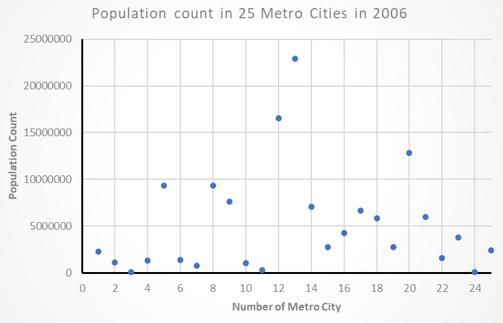 Population count in 25 Metro Cities in 2006
25000000
20000000
15000000
10000000
5000000
0
Population Count
0 2 4 6 8 10 12 14 16 18 20 22 24
Number of Metro City